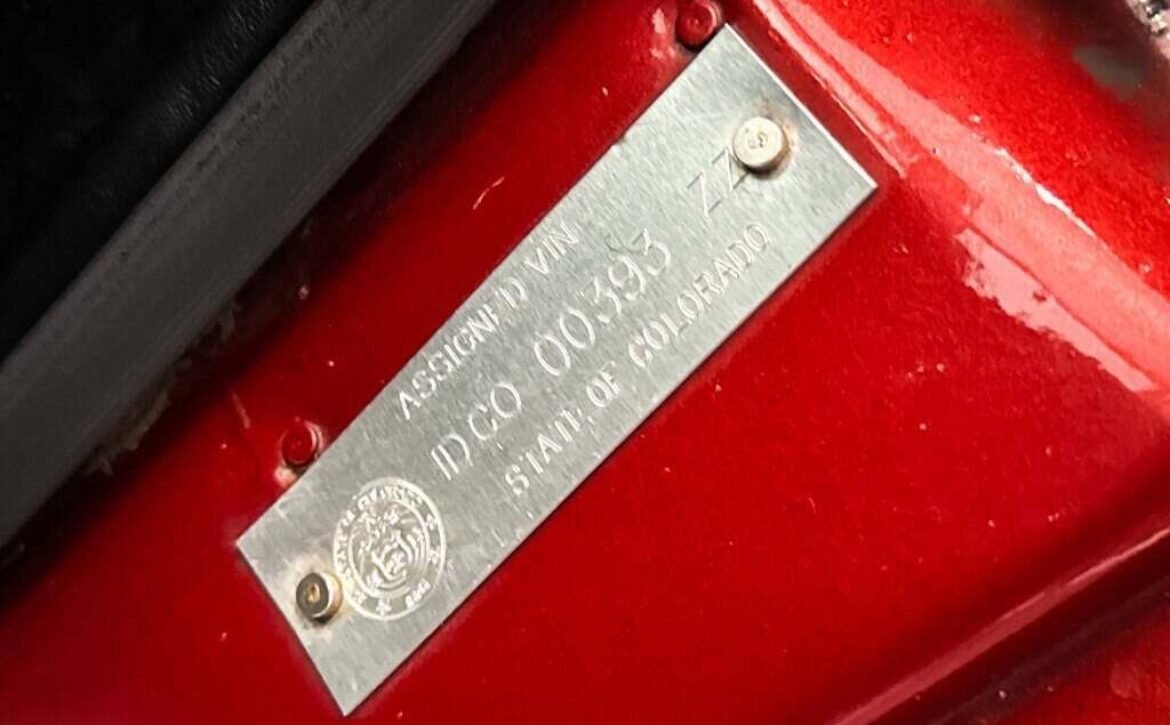 ASSIGNED VIN
IDCO 00393 ZZ
STATE OF COLORADO